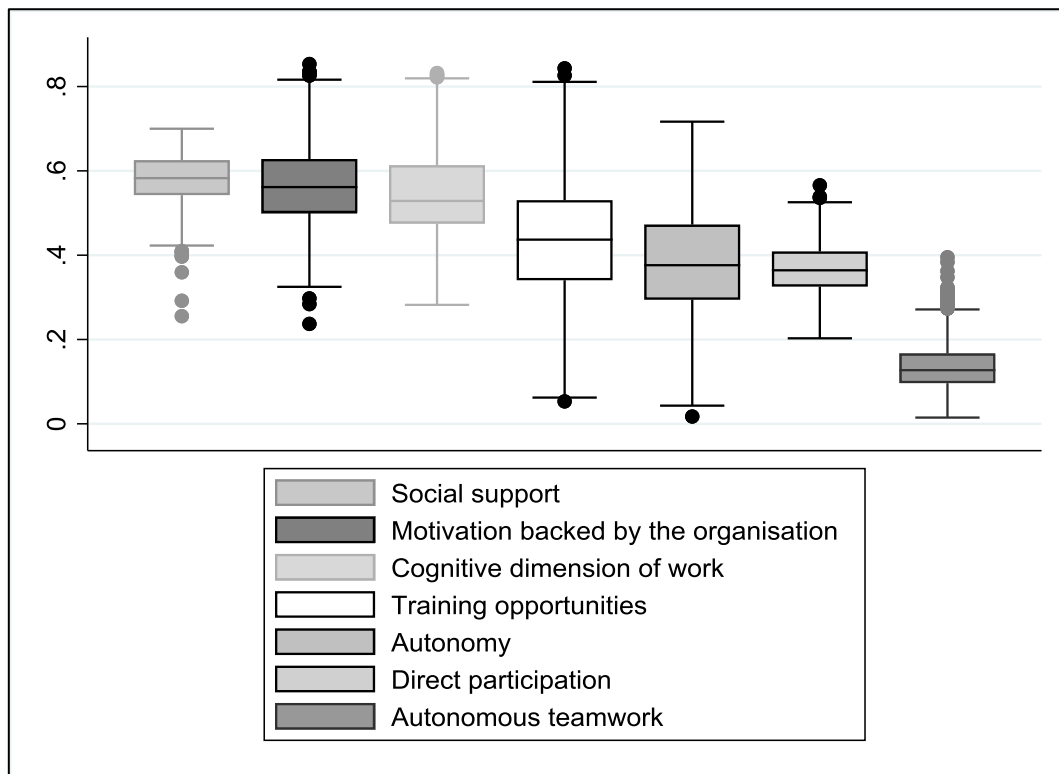 .8
.6
.4
.2
0
Social support
Motivation backed by the organisation
Cognitive dimension of work
Training opportunities
Autonomy
Direct participation
Autonomous teamwork